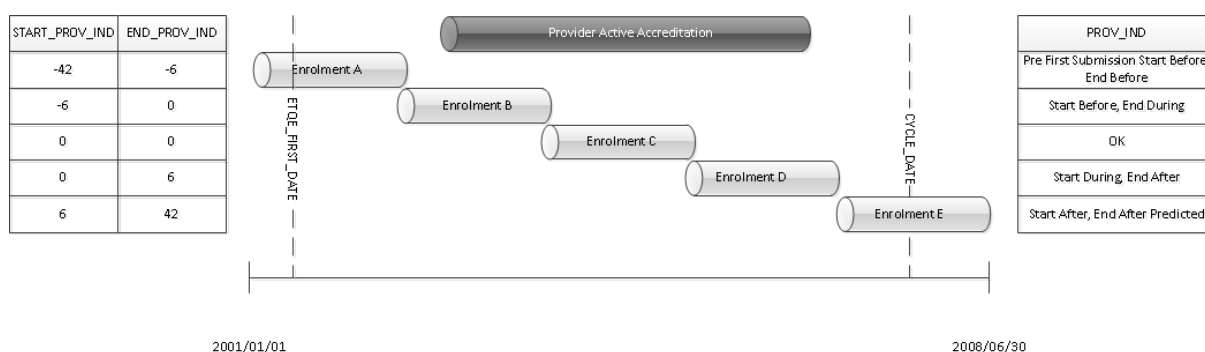 START_PROV_IND END_PROV_IND
Provider Active Accreditation
PROV_IND
-42 -6
Enrolment A
Pre First Submission Start Before,
End Before
-6 0
Enrolment B
Start Before, End During
0 0
Enrolment C
OK
0 6
Enrolment D
Start During, End After
6 42
Enrolment E
Start After, End After Predicted
ETQE_FIRST_DATE
CYCLE_DATE
2001/01/01
2008/06/30